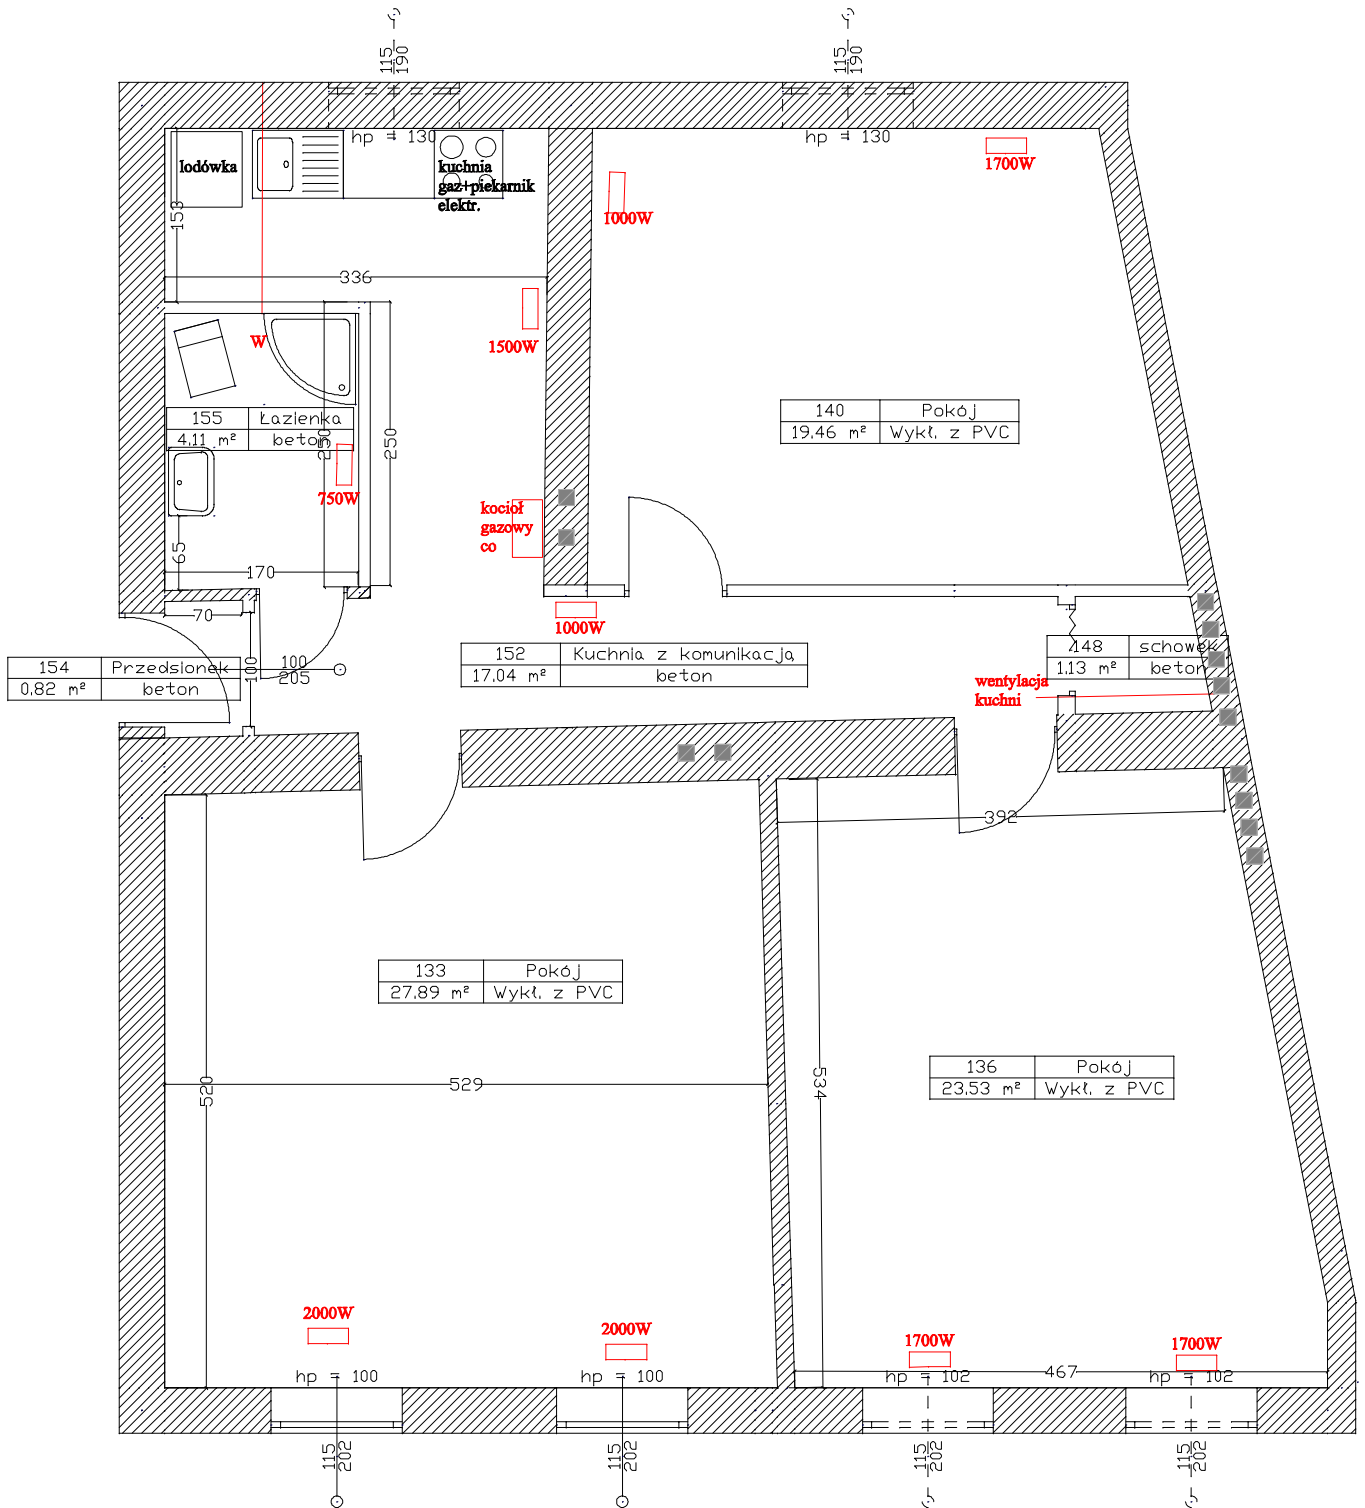 115
190
115
190
hp = 130
hp = 130
lodówka
kuchnia
gaz+piekarnik
elektr.
1700W
1000W
153
336
1500W
W
155 Łazienka
4,11 m² beton
250
250
140 Pokój
19,46 m² Wykł. z PVC
750W
kocioł
gazowy
co
65
170
70
1000W
154 Przedsionek
0,82 m² beton
100
100
205
152 Kuchnia z komunikacją
17,04 m² beton
148 schowek
1,13 m² beton
wentylacja
kuchni
392
133 Pokój
27,89 m² Wykł. z PVC
136 Pokój
23,53 m² Wykł. z PVC
520
529
534
2000W
2000W
1700W
1700W
hp = 100
hp = 100
hp = 102
467
hp = 102
115
202
115
202
115
202
115
202